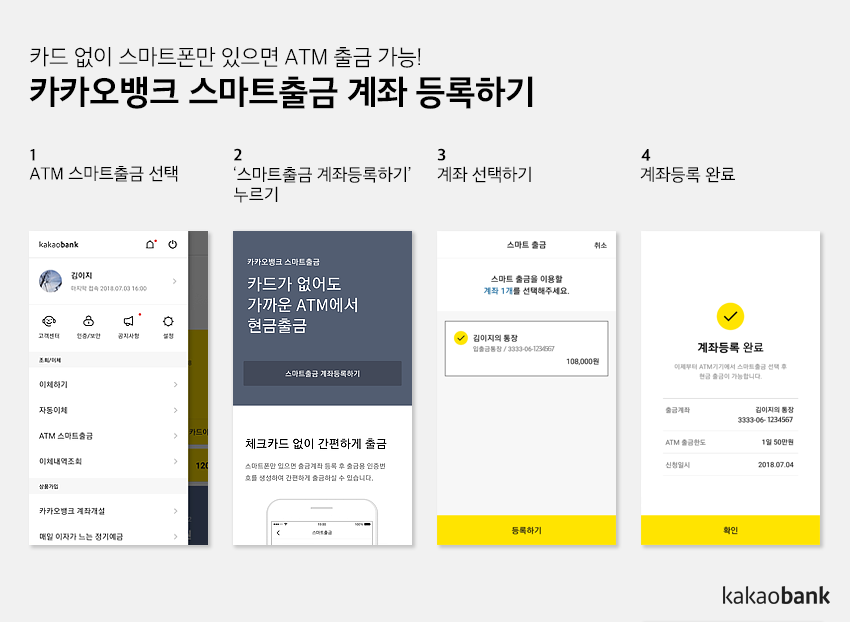 카드 없이 스마트폰만 있으면 ATM 출금 가능!
카카오뱅크 스마트출금 계좌 등록하기
1
ATM 스마트출금 선택
2
‘스마트출금 계좌등록하기’
누르기
3
계좌 선택하기
4
계좌등록 완료
kakaobank
김이지
마지막 접속 2018.07.03 16:00
고객센터
인증/보안
공지사항
설정
조회/이체
이체하기
자동이체
ATM 스마트출금
이체내역조회
상품가입
카카오뱅크 계좌개설
매일 이자가 느는 정기예금
카드이
120
카카오뱅크 스마트출금
카드가 없어도
가까운 ATM에서
현금출금
스마트출금 계좌등록하기
체크카드 없이 간편하게 출금
스마트폰만 있으면 출금계좌 등록 후 출금용 인증번
호를 생성하여 간편하게 출금하실 수 있습니다.
13:00
100%
스마트출금
스마트 출금
취소
스마트 출금을 이용할
계좌 1개를 선택해주세요.
김이지의 통장
입출금통장 / 3333-06-1234567
108,000원
등록하기
계좌등록 완료
이제부터 ATM기기에서 스마트출금 선택 후
현금 출금이 가능합니다.
출금계좌
김이지의 통장
3333-06- 1234567
ATM 출금한도
1일 50만원
신청일시
2018.07.04
확인
kakaobank